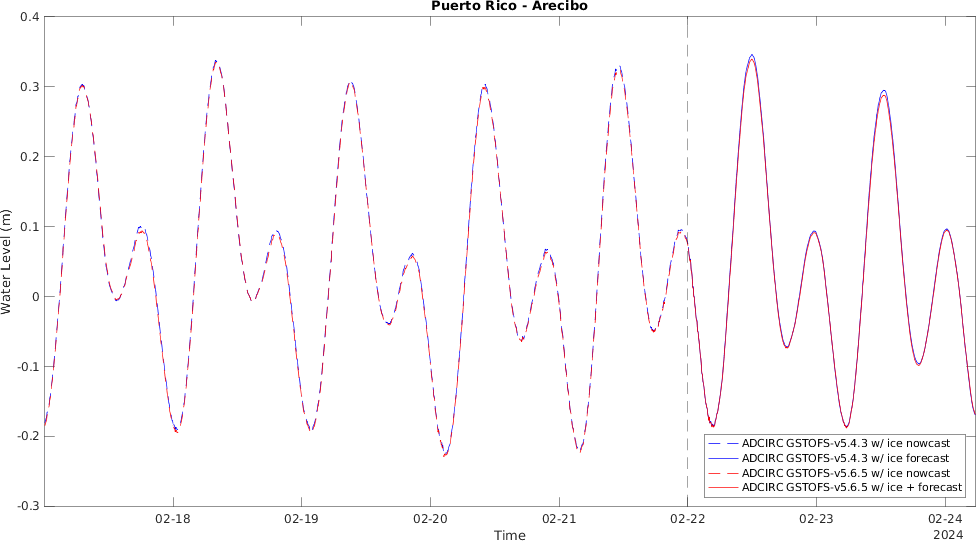 Puerto Rico - Arecibo
0.4
0.3
0.2
0.1
0
-0.1
-0.2
-0.3
Water Level (m)
ADCIRC GSTOFS-v5.4.3 w/ ice nowcast
ADCIRC GSTOFS-v5.4.3 w/ ice forecast
ADCIRC GSTOFS-v5.6.5 w/ ice nowcast
ADCIRC GSTOFS-v5.6.5 w/ ice + forecast
02-18 02-19 02-20 02-21 02-22 02-23 02-24
Time
2024